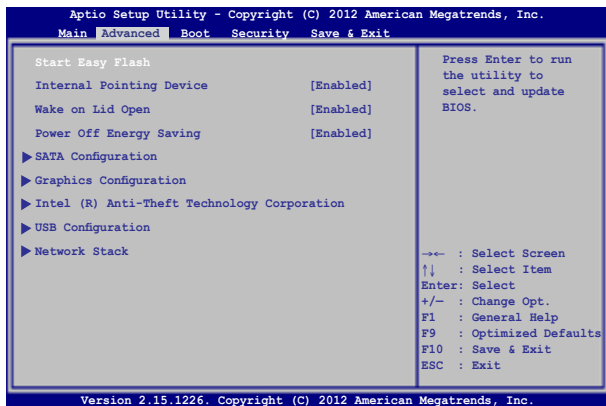 Aptio Setup Utility - Copyright (C) 2012 American Megatrends, Inc.
Main Advanced Boot Security Save & Exit
Start Easy Flash
Internal Pointing Device [Enabled]
Wake on Lid Open [Enabled]
Power Off Energy Saving [Enabled]
SATA Configuration
Graphics Configuration
Intel (R) Anti-Theft Technology Corporation
USB Configuration
Network Stack
Press Enter to run
the utility to
select and update
BIOS.
→← : Select Screen
↑↓ : Select Item
Enter: Select
+/— : Change Opt.
F1 : General Help
F9 : Optimized Defaults
F10 : Save & Exit
ESC : Exit
Version 2.15.1226. Copyright (C) 2012 American Megatrends, Inc.